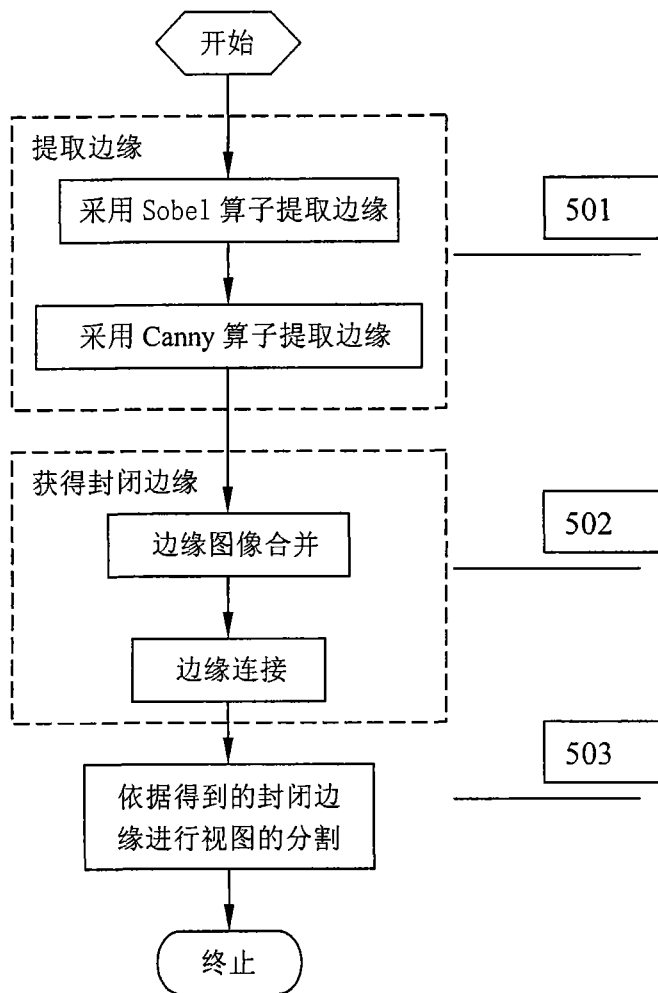 开始
提取边缘
采用 Sobel 算子提取边缘
501
采用 Canny 算子提取边缘
获得封闭边缘
边缘图像合并
502
边缘连接
503
依据得到的封闭边
缘进行视图的分割
终止